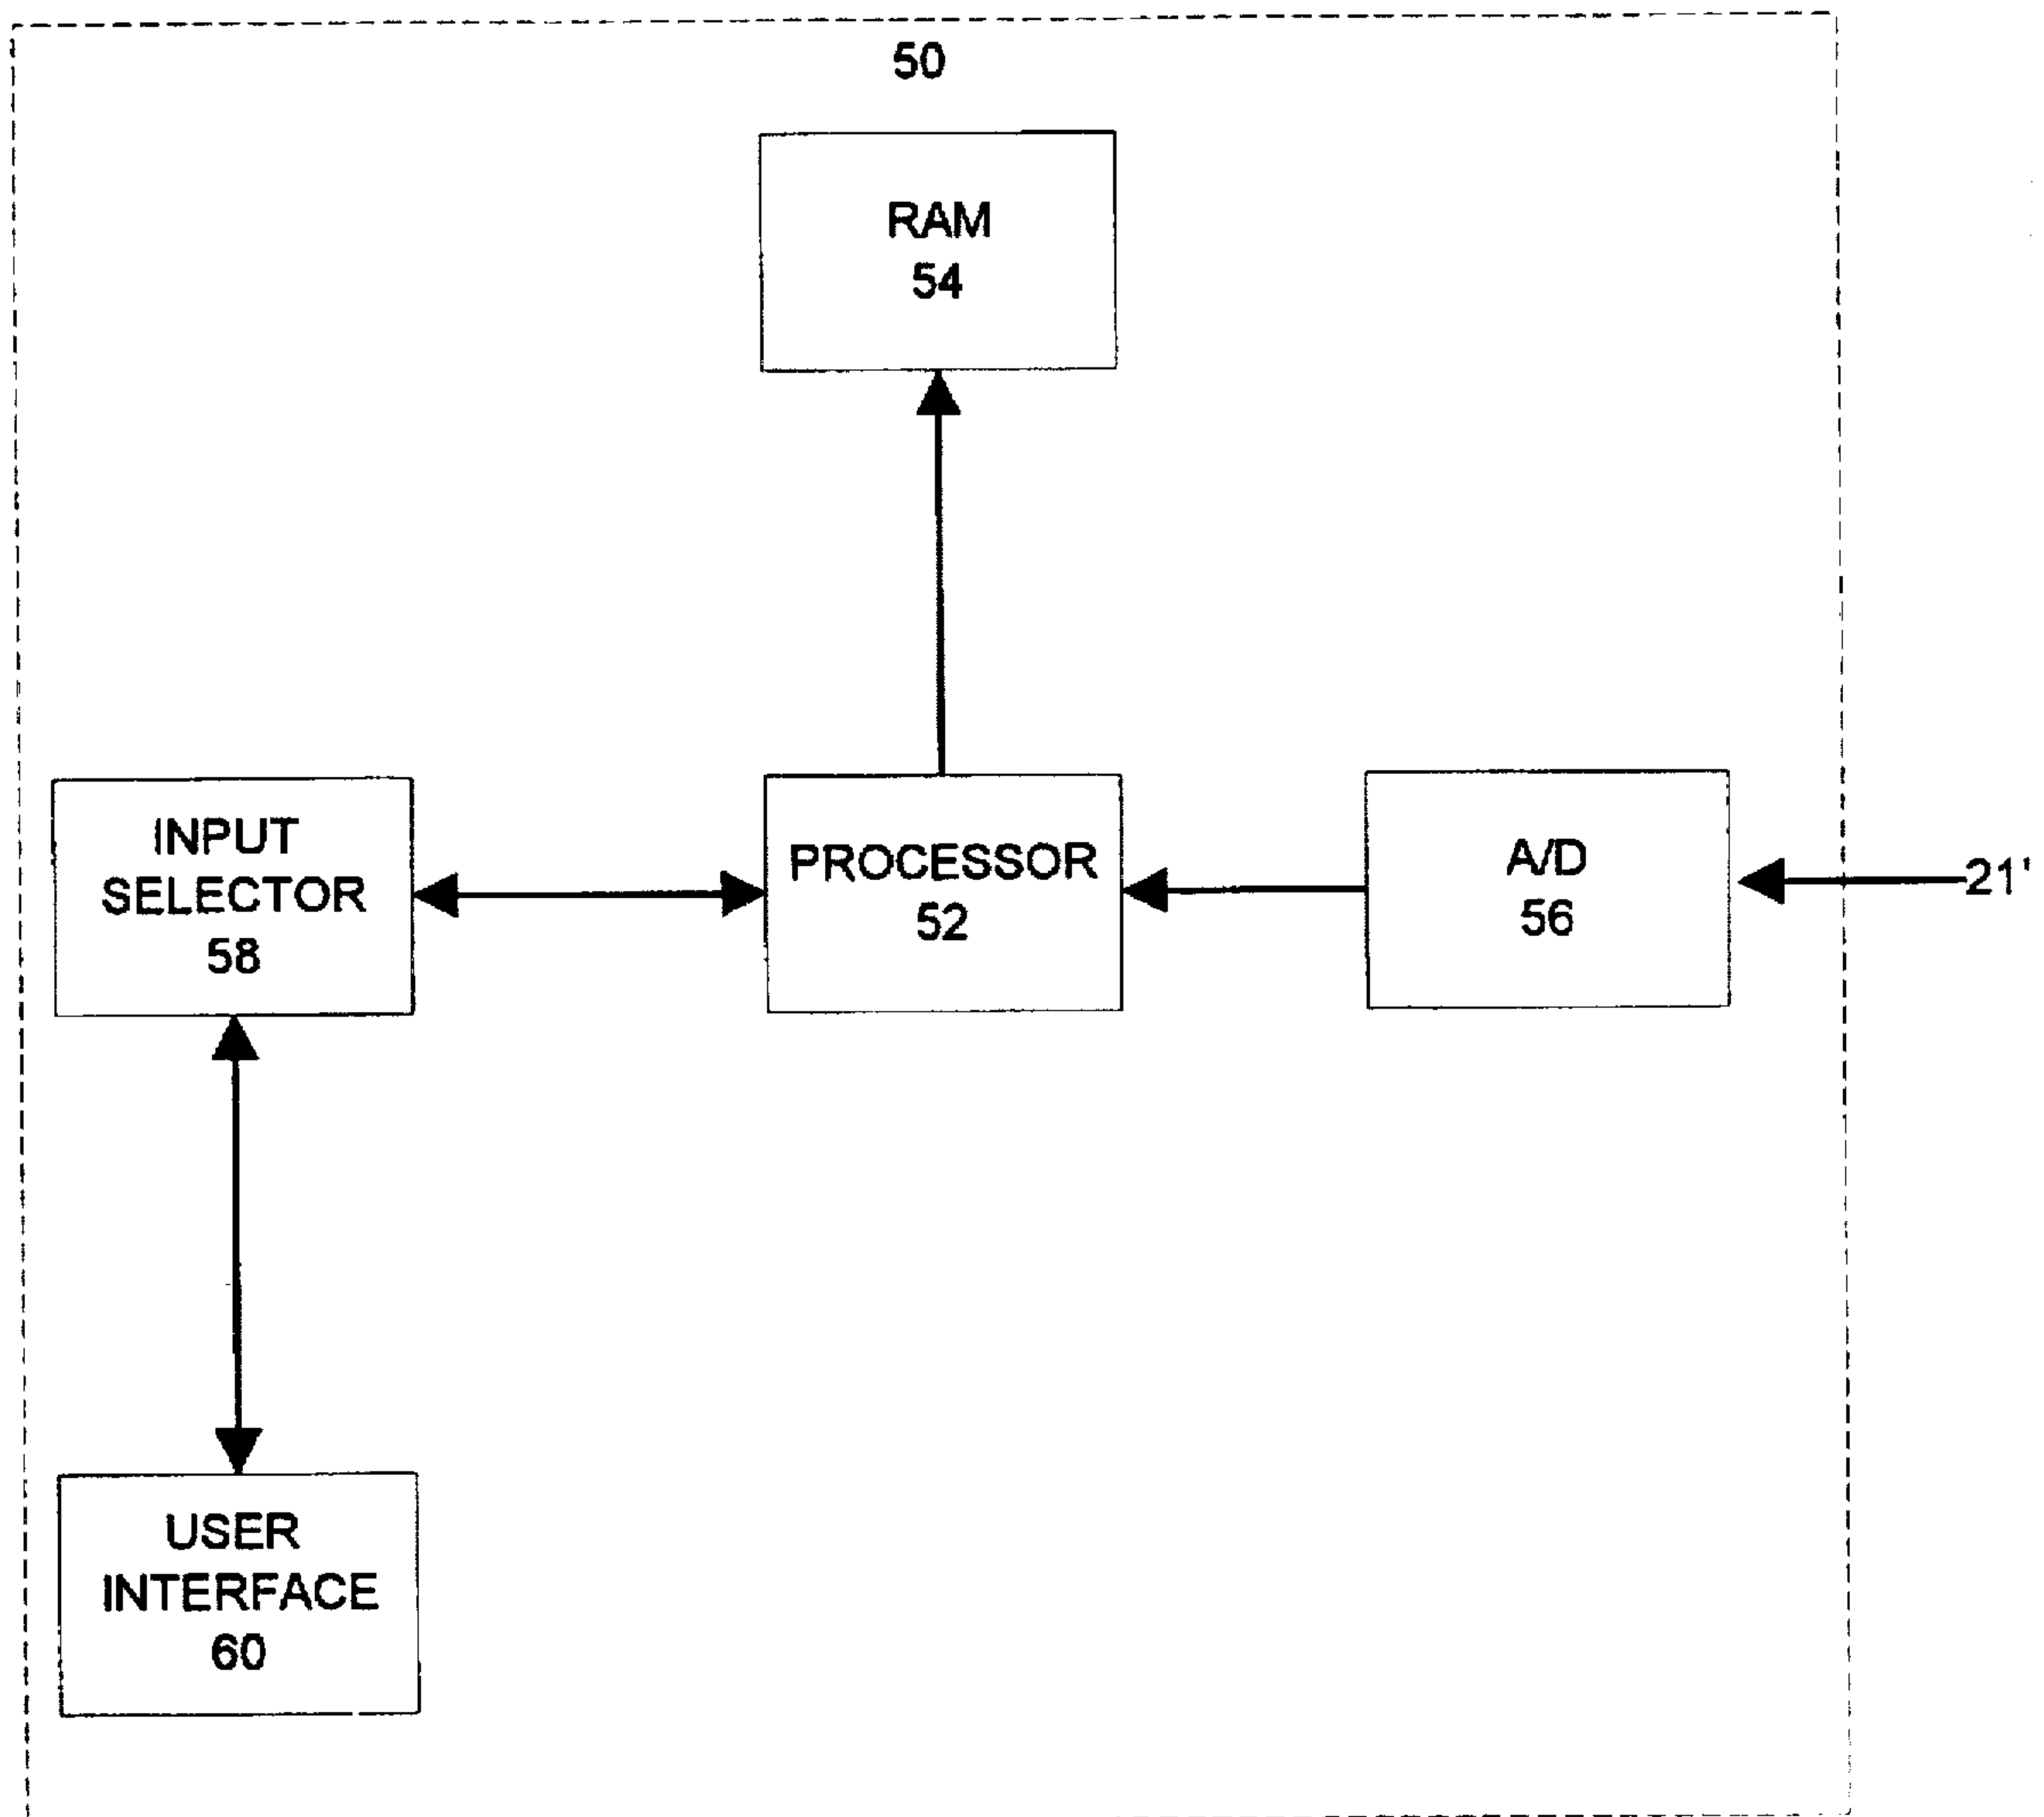 50
RAM
54
INPUT
SELECTOR
58
PROCESSOR
52
A/D
56
21'
USER
INTERFACE
60